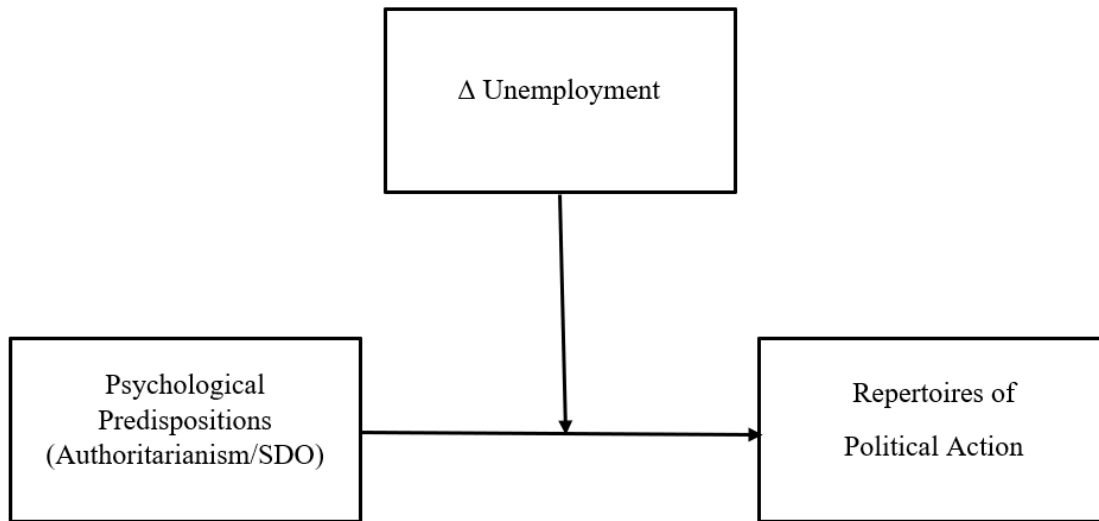 Δ Unemployment
Psychological
Predispositions
(Authoritarianism/SDO)
Repertoires of
Political Action